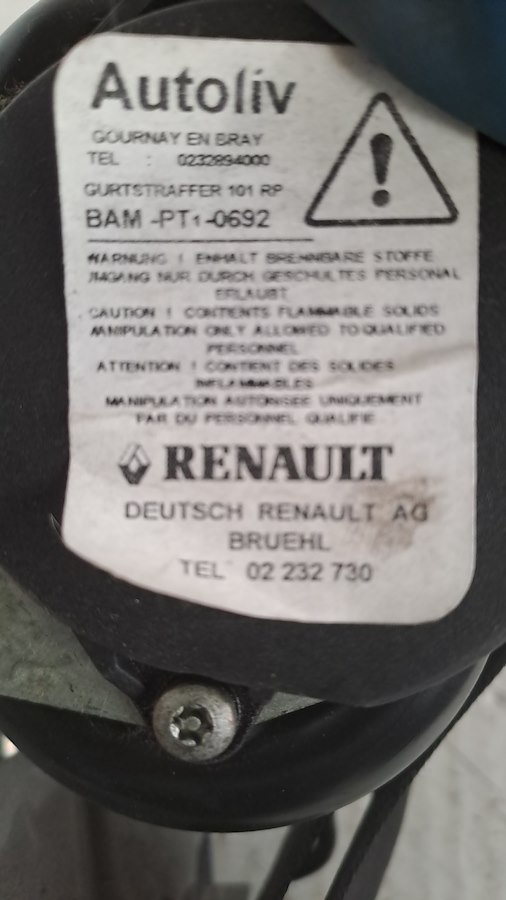 Autoliv
GOURNAY EN BRAY
TEL : 0232894000
GURTSTRAFFER 101 RP
BAM -PT1-0692
WARNUNG ! ENHALT BRENNBARE STOFFE
UMGANG NUR DURCH GESCHULTES PERSONAL
ERLAUBT
CAUTION ! CONTENTS FLAMMABLE SOLIDS
MANIPULATION ONLY ALLOWED TO QUALIFIED
PERSONNEL
ATTENTION ! CONTIENT DES SOLIDES
INFLAMMABLES
MANIPULATION AUTORISEE UNIQUEMENT
PAR DU PERSONNEL QUALIFIE
RENAULT
DEUTSCH RENAULT AG
BRUEHL
TEL 02 232 730